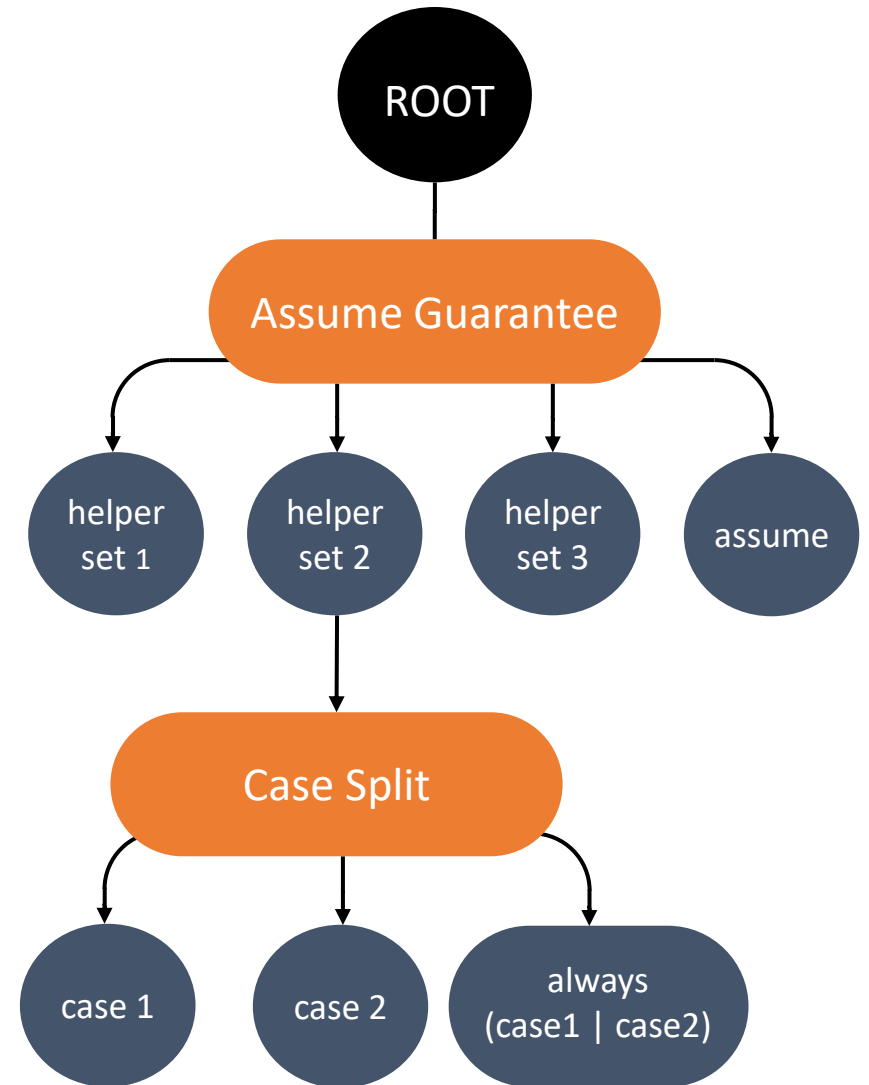 ROOT
Assume Guarantee
helper
set 1
helper
set 2
helper
set 3
assume
Case Split
case 1
case 2
always
(case1 | case2)